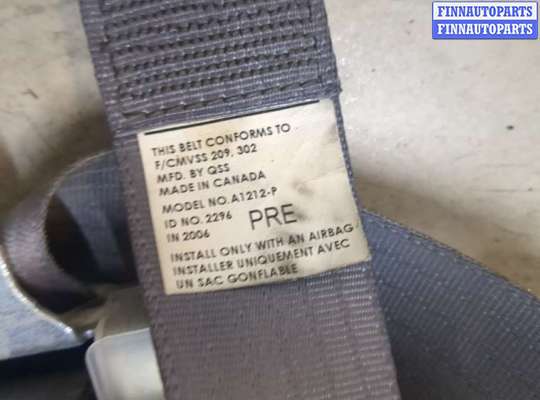 FINNAUTOPARTS
FINNAUTOPARTS
THIS BELT CONFORMS TO
F/CMVSS 209, 302
MFD. BY QSS
MADE IN CANADA
MODEL NO. A1212-P
ID NO. 2296 PRE
IN 2006
INSTALL ONLY WITH AN AIRBAG
INSTALLER UNIQUEMENT AVEC
UN SAC GONFLABLE